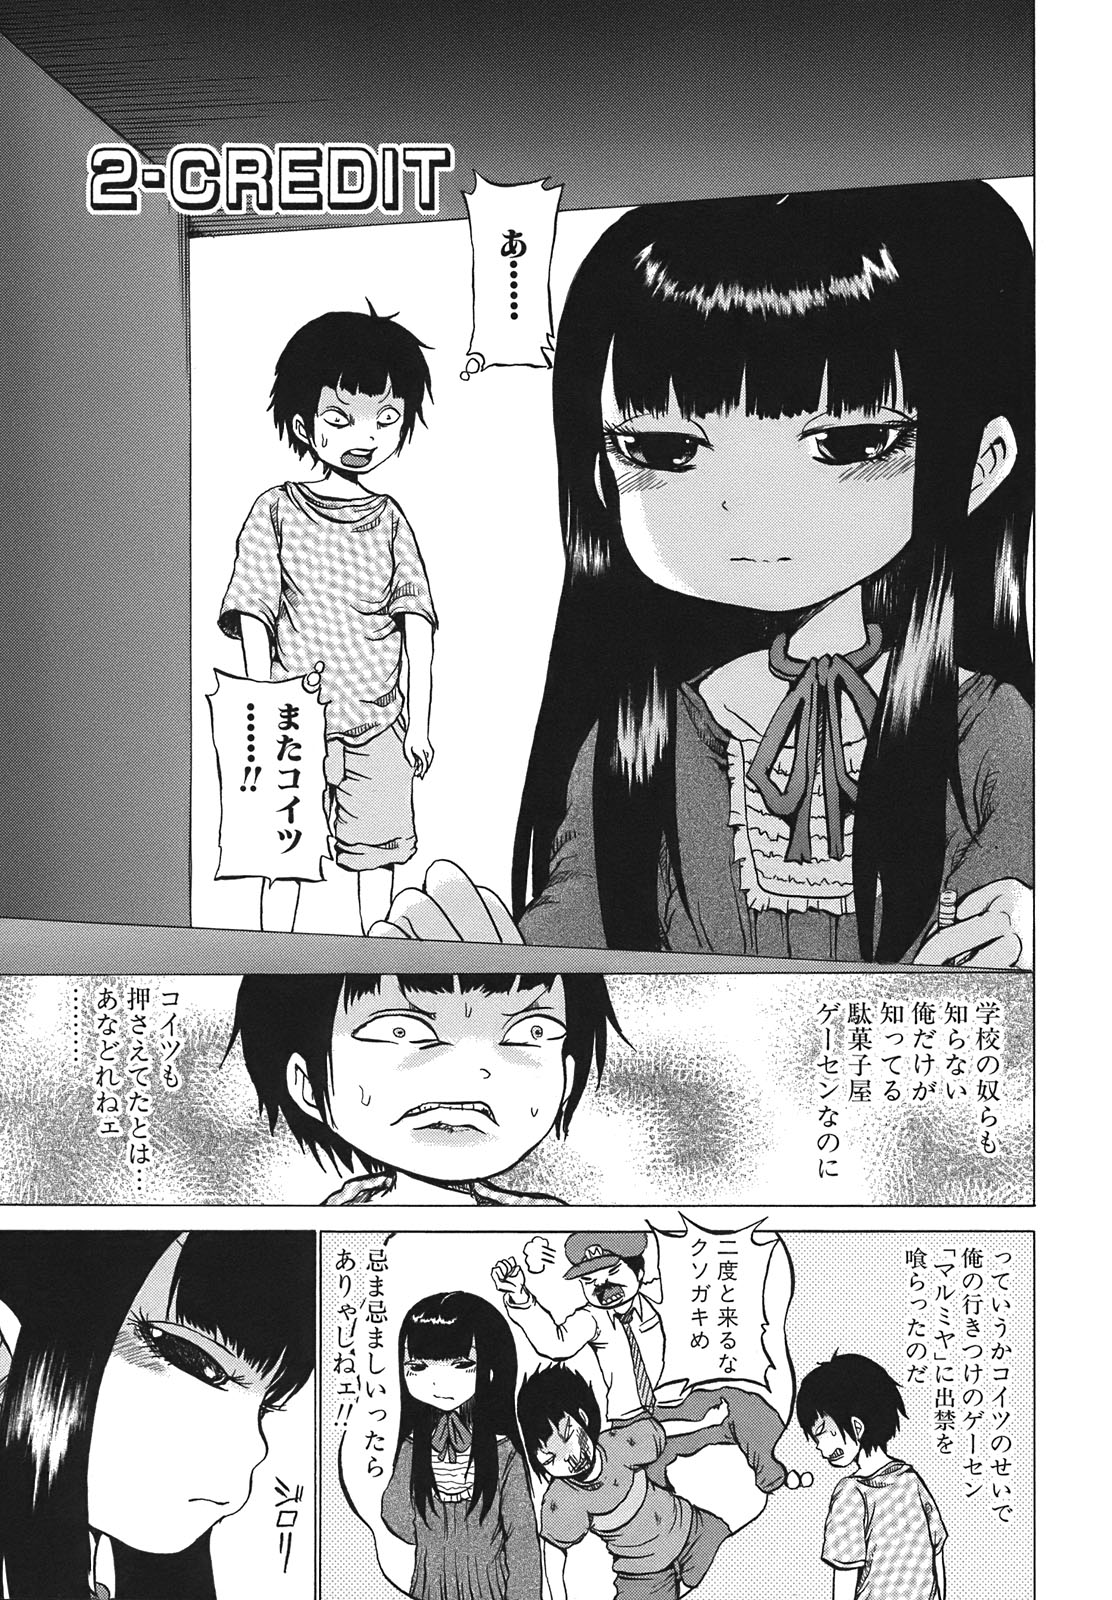 2-CREDIT
あ………
またコイツ
………!!
学校の奴らも
知らない
俺だけが
知ってる
駄菓子屋
ゲーセンなのに
コイツも
押さえてたとは…
あなどれねェ
………
っていうかコイツのせいで
俺の行きつけのゲーセン
「マルミヤ」に出禁を
喰らったのだ
二度と来るな
クソガキめ
M
忌ま忌ましいったら
ありゃしねェ!!
ジロ